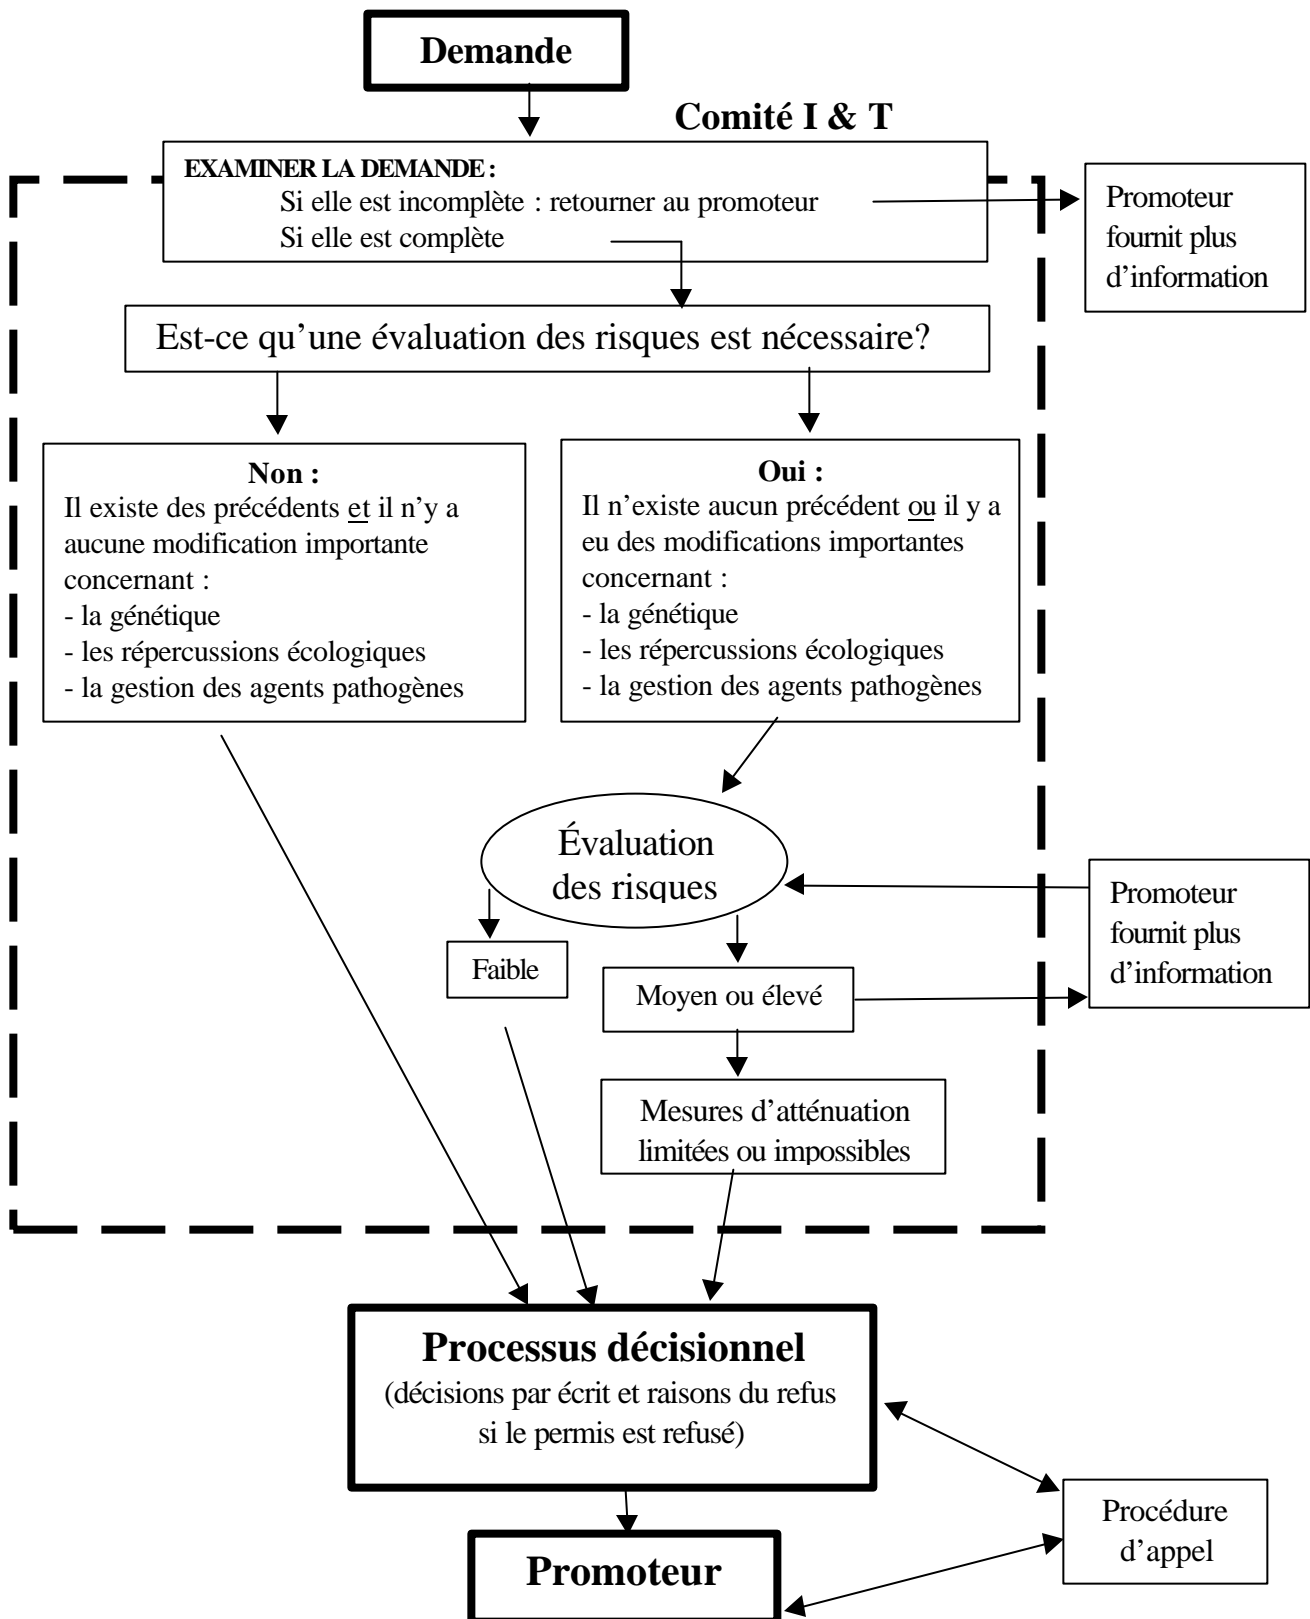 Demande
Comité I & T
EXAMINER LA DEMANDE :
Si elle est incomplète : retourner au promoteur
Si elle est complète
Promoteur
fournit plus
d’information
Est-ce qu’une évaluation des risques est nécessaire?
Non :
Il existe des précédents et il n’y a
aucune modification importante
concernant :
- la génétique
- les répercussions écologiques
- la gestion des agents pathogènes
Oui :
Il n’existe aucun précédent ou il y a
eu des modifications importantes
concernant :
- la génétique
- les répercussions écologiques
- la gestion des agents pathogènes
Évaluation
des risques
Promoteur
fournit plus
d’information
Faible
Moyen ou élevé
Mesures d’atténuation
limitées ou impossibles
Processus décisionnel
(décisions par écrit et raisons du refus
si le permis est refusé)
Procédure
d’appel
Promoteur